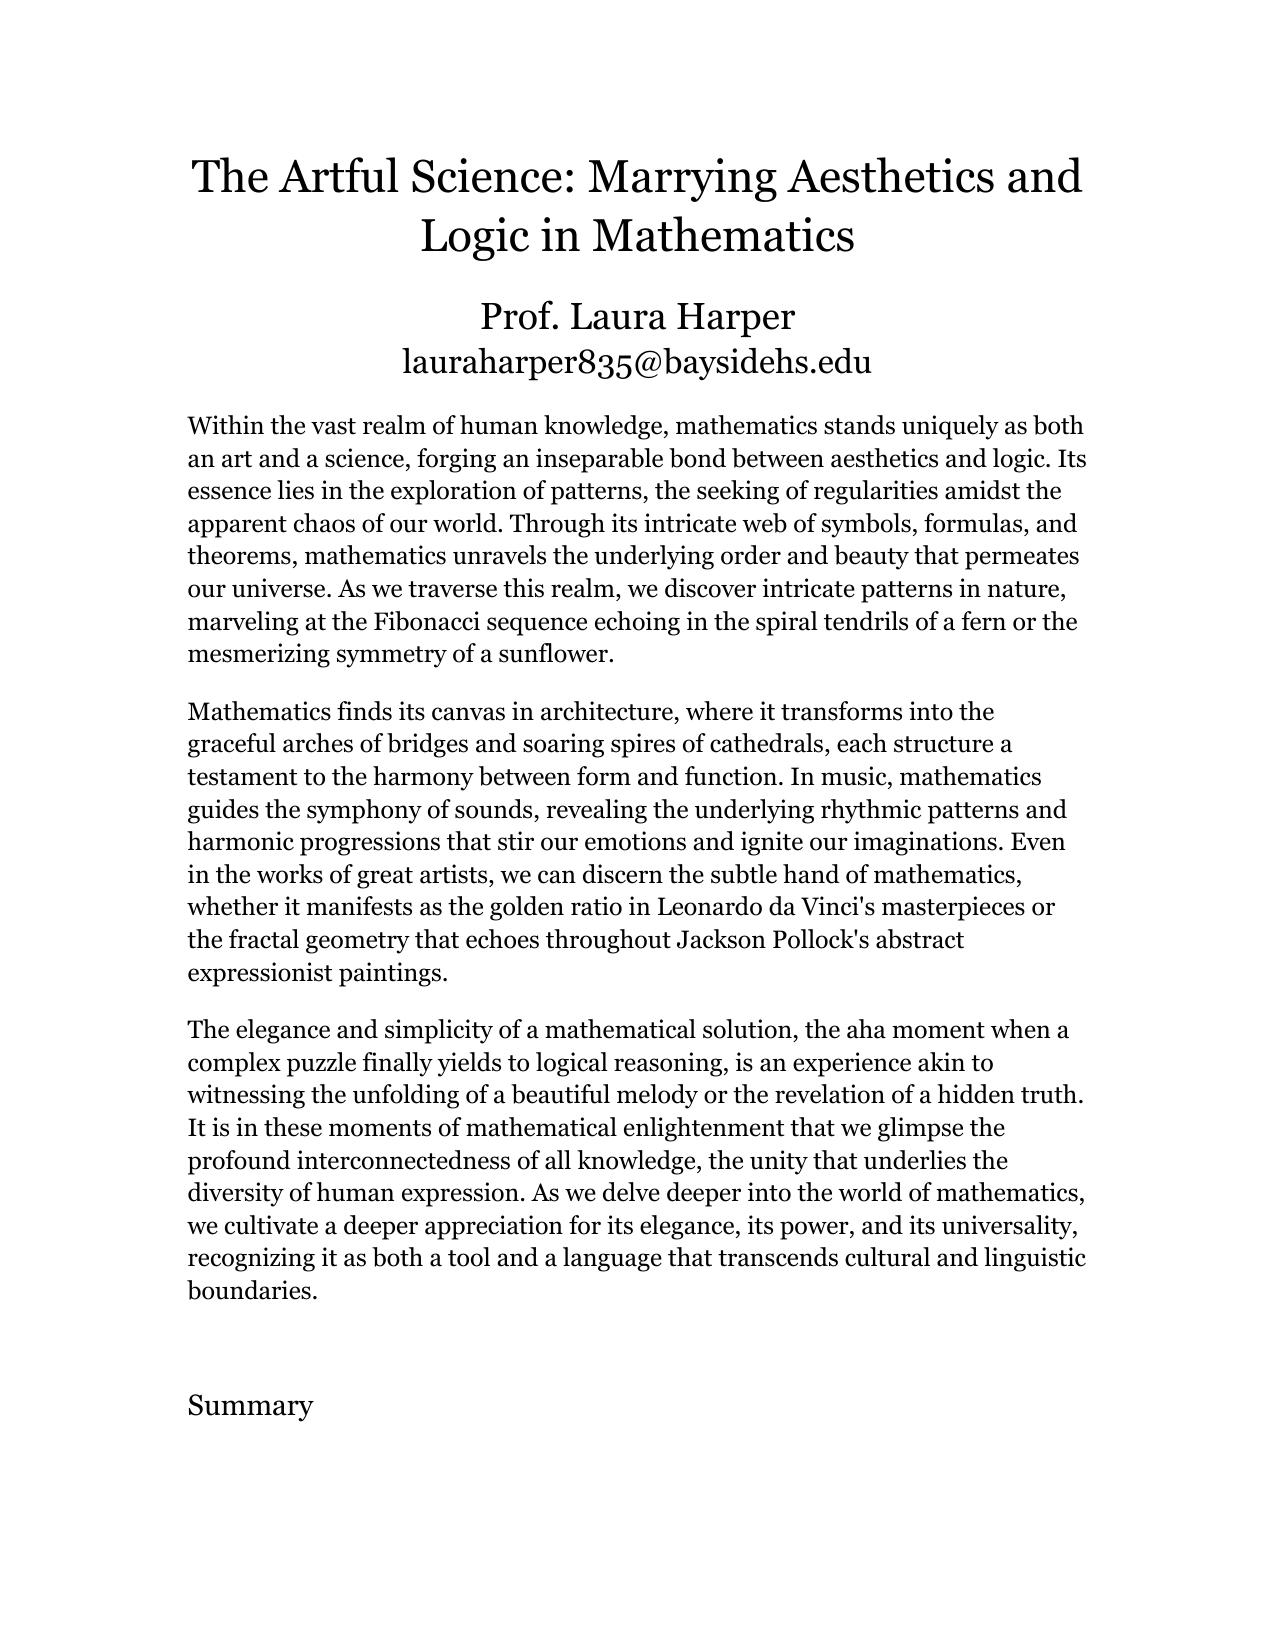 The Artful Science: Marrying Aesthetics and
Logic in Mathematics
Prof. Laura Harper
lauraharper835@baysidehs.edu
Within the vast realm of human knowledge, mathematics stands uniquely as both
an art and a science, forging an inseparable bond between aesthetics and logic. Its
essence lies in the exploration of patterns, the seeking of regularities amidst the
apparent chaos of our world. Through its intricate web of symbols, formulas, and
theorems, mathematics unravels the underlying order and beauty that permeates
our universe. As we traverse this realm, we discover intricate patterns in nature,
marveling at the Fibonacci sequence echoing in the spiral tendrils of a fern or the
mesmerizing symmetry of a sunflower.
Mathematics finds its canvas in architecture, where it transforms into the
graceful arches of bridges and soaring spires of cathedrals, each structure a
testament to the harmony between form and function. In music, mathematics
guides the symphony of sounds, revealing the underlying rhythmic patterns and
harmonic progressions that stir our emotions and ignite our imaginations. Even
in the works of great artists, we can discern the subtle hand of mathematics,
whether it manifests as the golden ratio in Leonardo da Vinci's masterpieces or
the fractal geometry that echoes throughout Jackson Pollock's abstract
expressionist paintings.
The elegance and simplicity of a mathematical solution, the aha moment when a
complex puzzle finally yields to logical reasoning, is an experience akin to
witnessing the unfolding of a beautiful melody or the revelation of a hidden truth.
It is in these moments of mathematical enlightenment that we glimpse the
profound interconnectedness of all knowledge, the unity that underlies the
diversity of human expression. As we delve deeper into the world of mathematics,
we cultivate a deeper appreciation for its elegance, its power, and its universality,
recognizing it as both a tool and a language that transcends cultural and linguistic
boundaries.
Summary